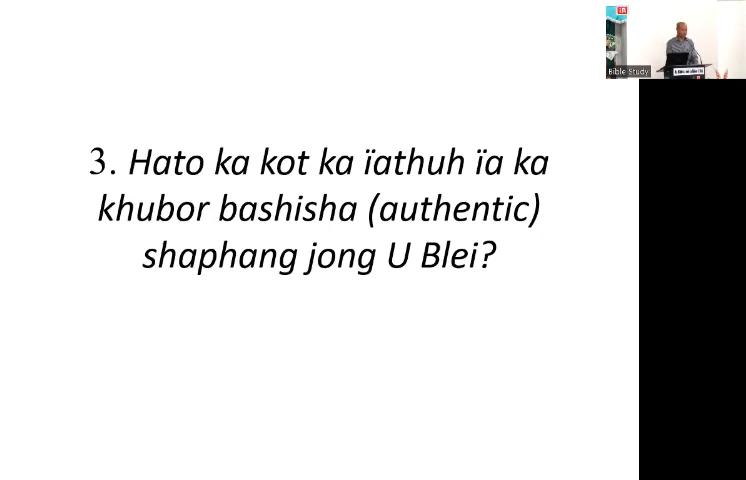 3. Hato ka kot ka ïathuh ïa ka
khubor bashisha (authentic)
shaphang jong U Blei?
Bible Study